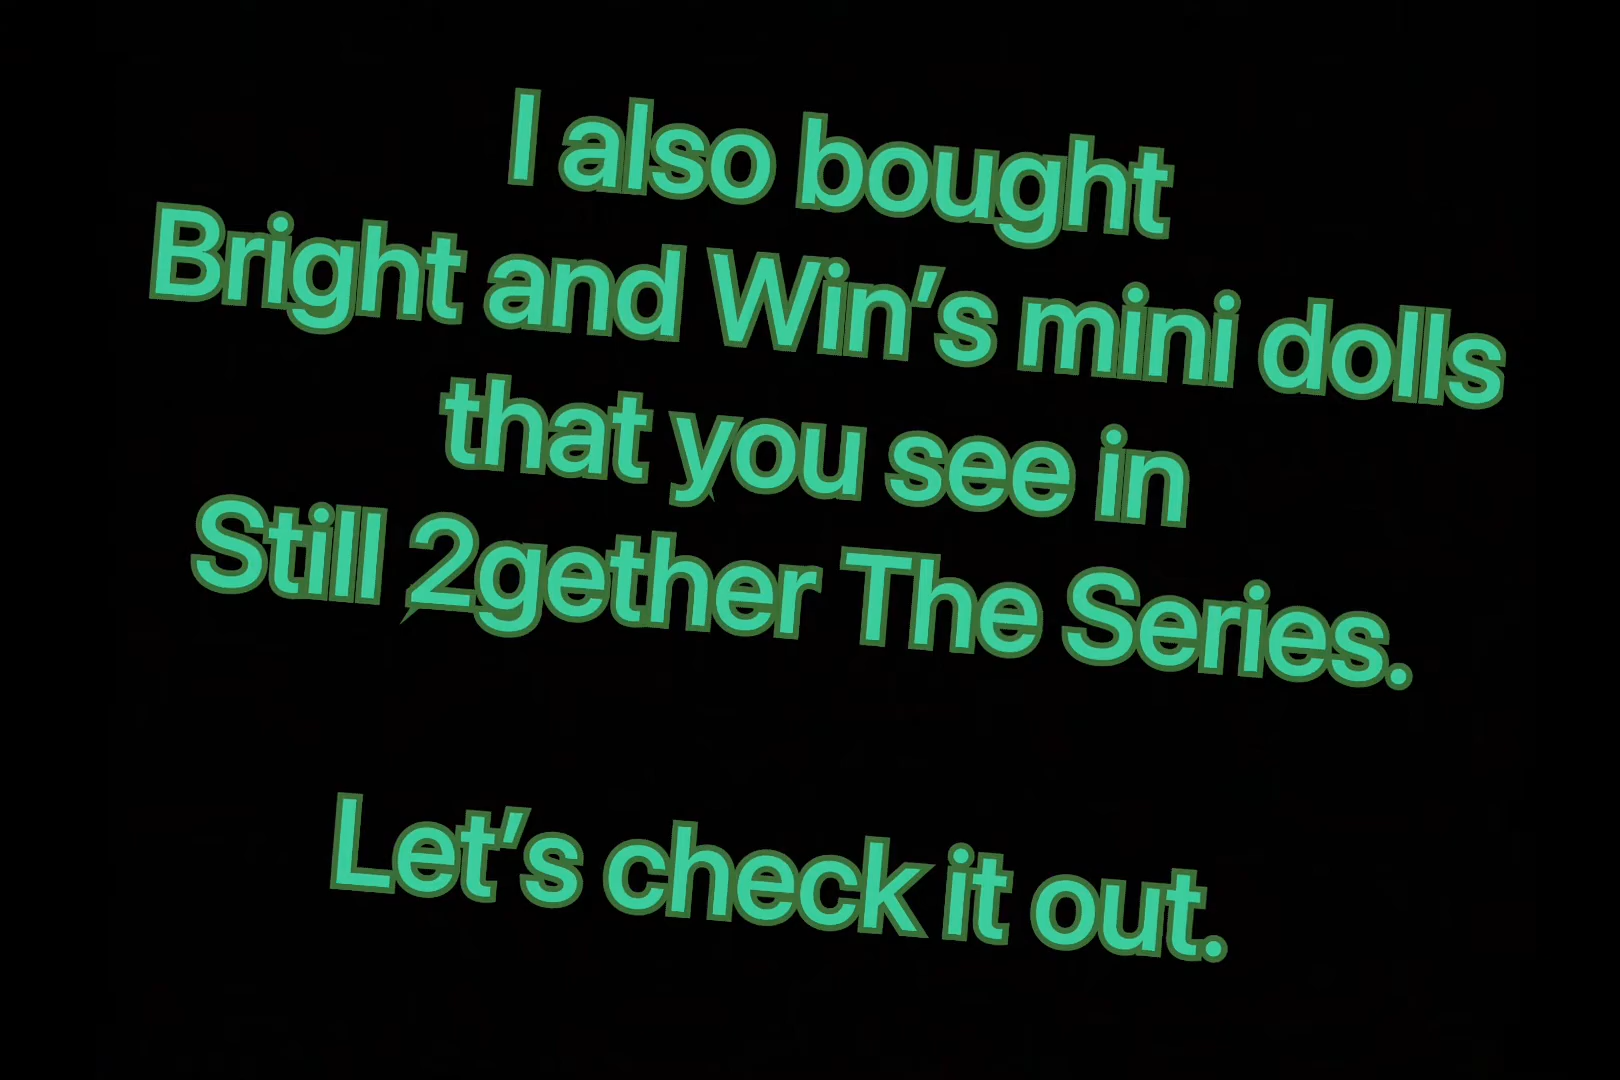 I also bought
Bright and Win’s mini dolls
that you see in
Still 2gether The Series.
Let’s check it out.